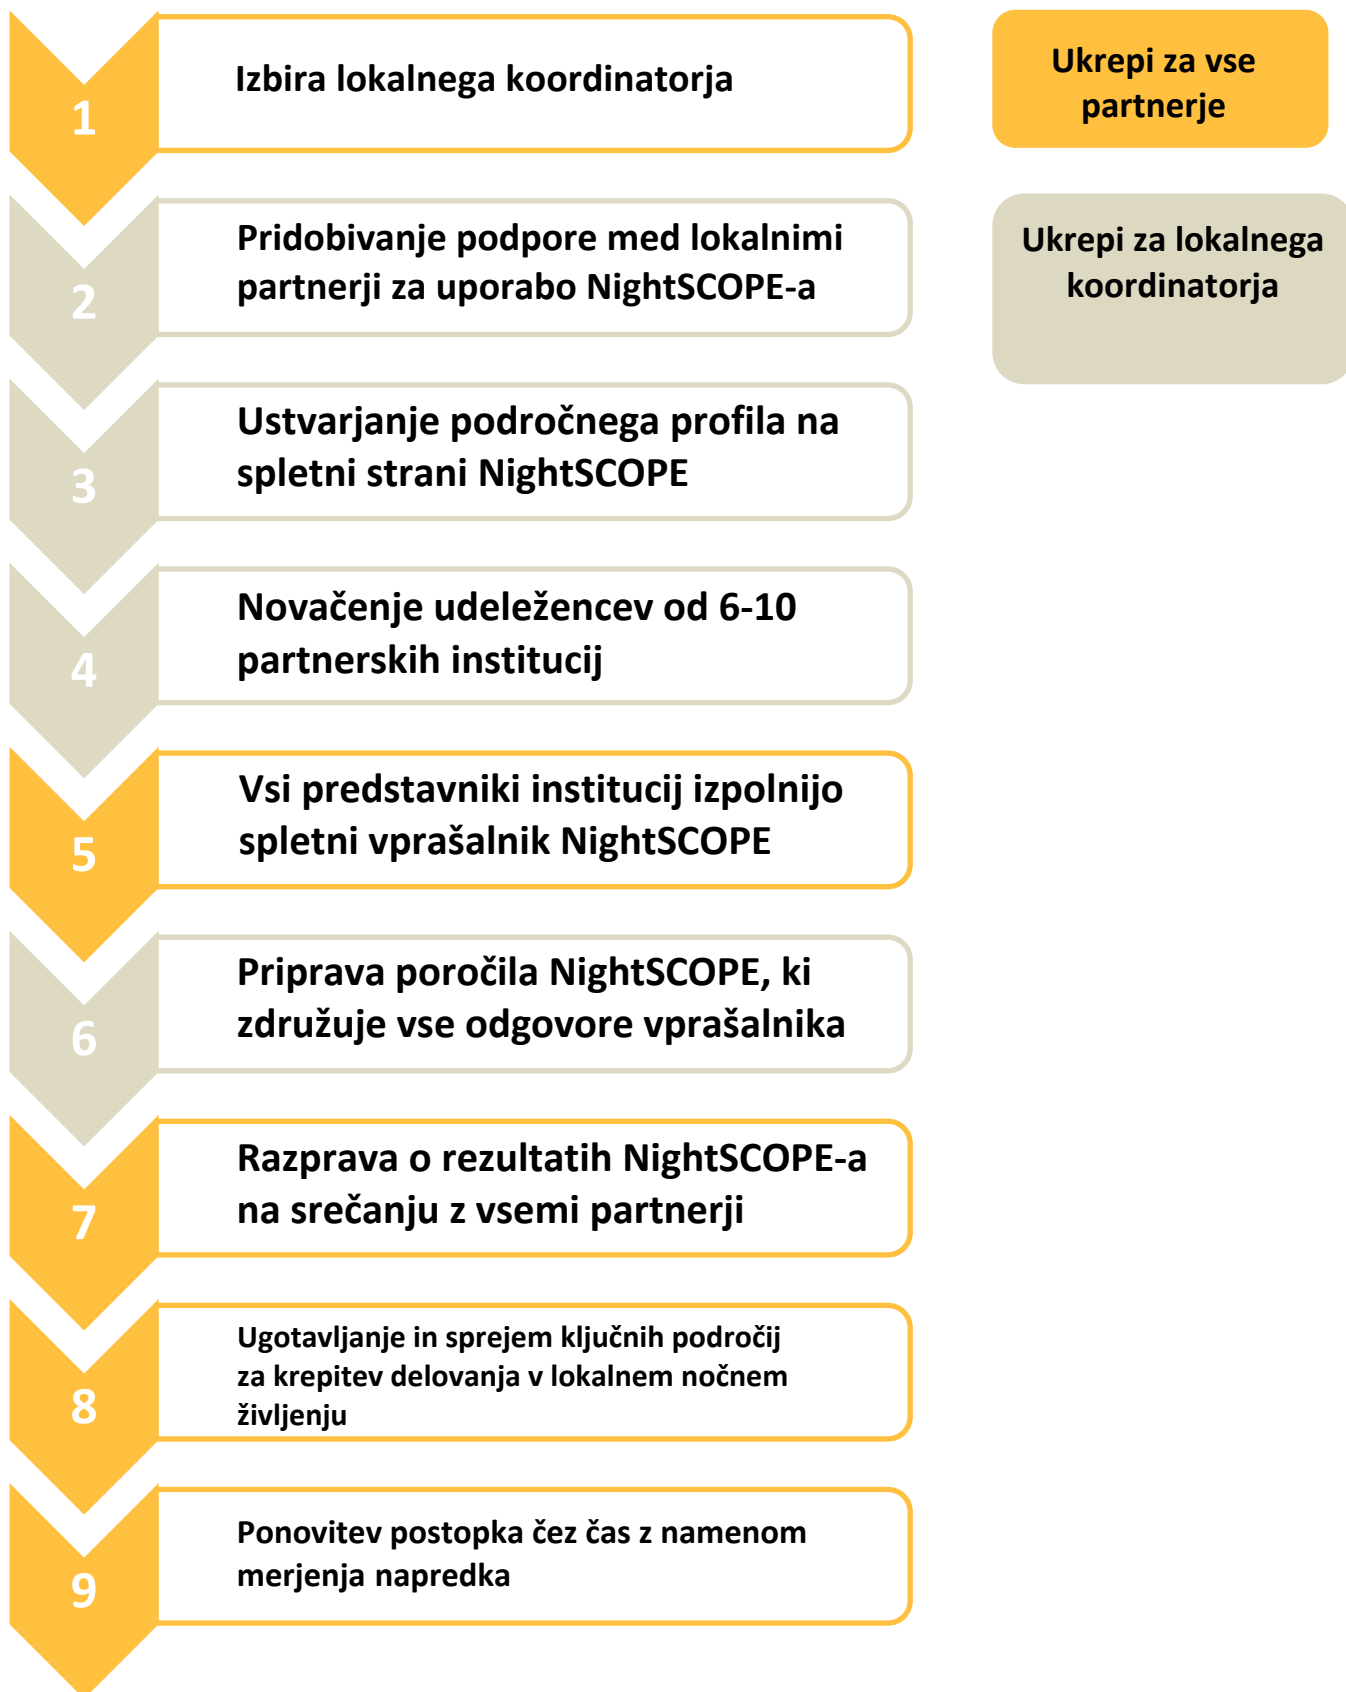 1
Izbira lokalnega koordinatorja
Ukrepi za vse
partnerje
2
Pridobivanje podpore med lokalnimi
partnerji za uporabo NightSCOPE-a
Ukrepi za lokalnega
koordinatorja
3
Ustvarjanje področnega profila na
spletni strani NightSCOPE
4
Novačenje udeležencev od 6-10
partnerskih institucij
5
Vsi predstavniki institucij izpolnijo
spletni vprašalnik NightSCOPE
6
Priprava poročila NightSCOPE, ki
združuje vse odgovore vprašalnika
7
Razprava o rezultatih NightSCOPE-a
na srečanju z vsemi partnerji
8
Ugotavljanje in sprejem ključnih področij
za krepitev delovanja v lokalnem nočnem
življenju
9
Ponovitev postopka čez čas z namenom
merjenja napredka